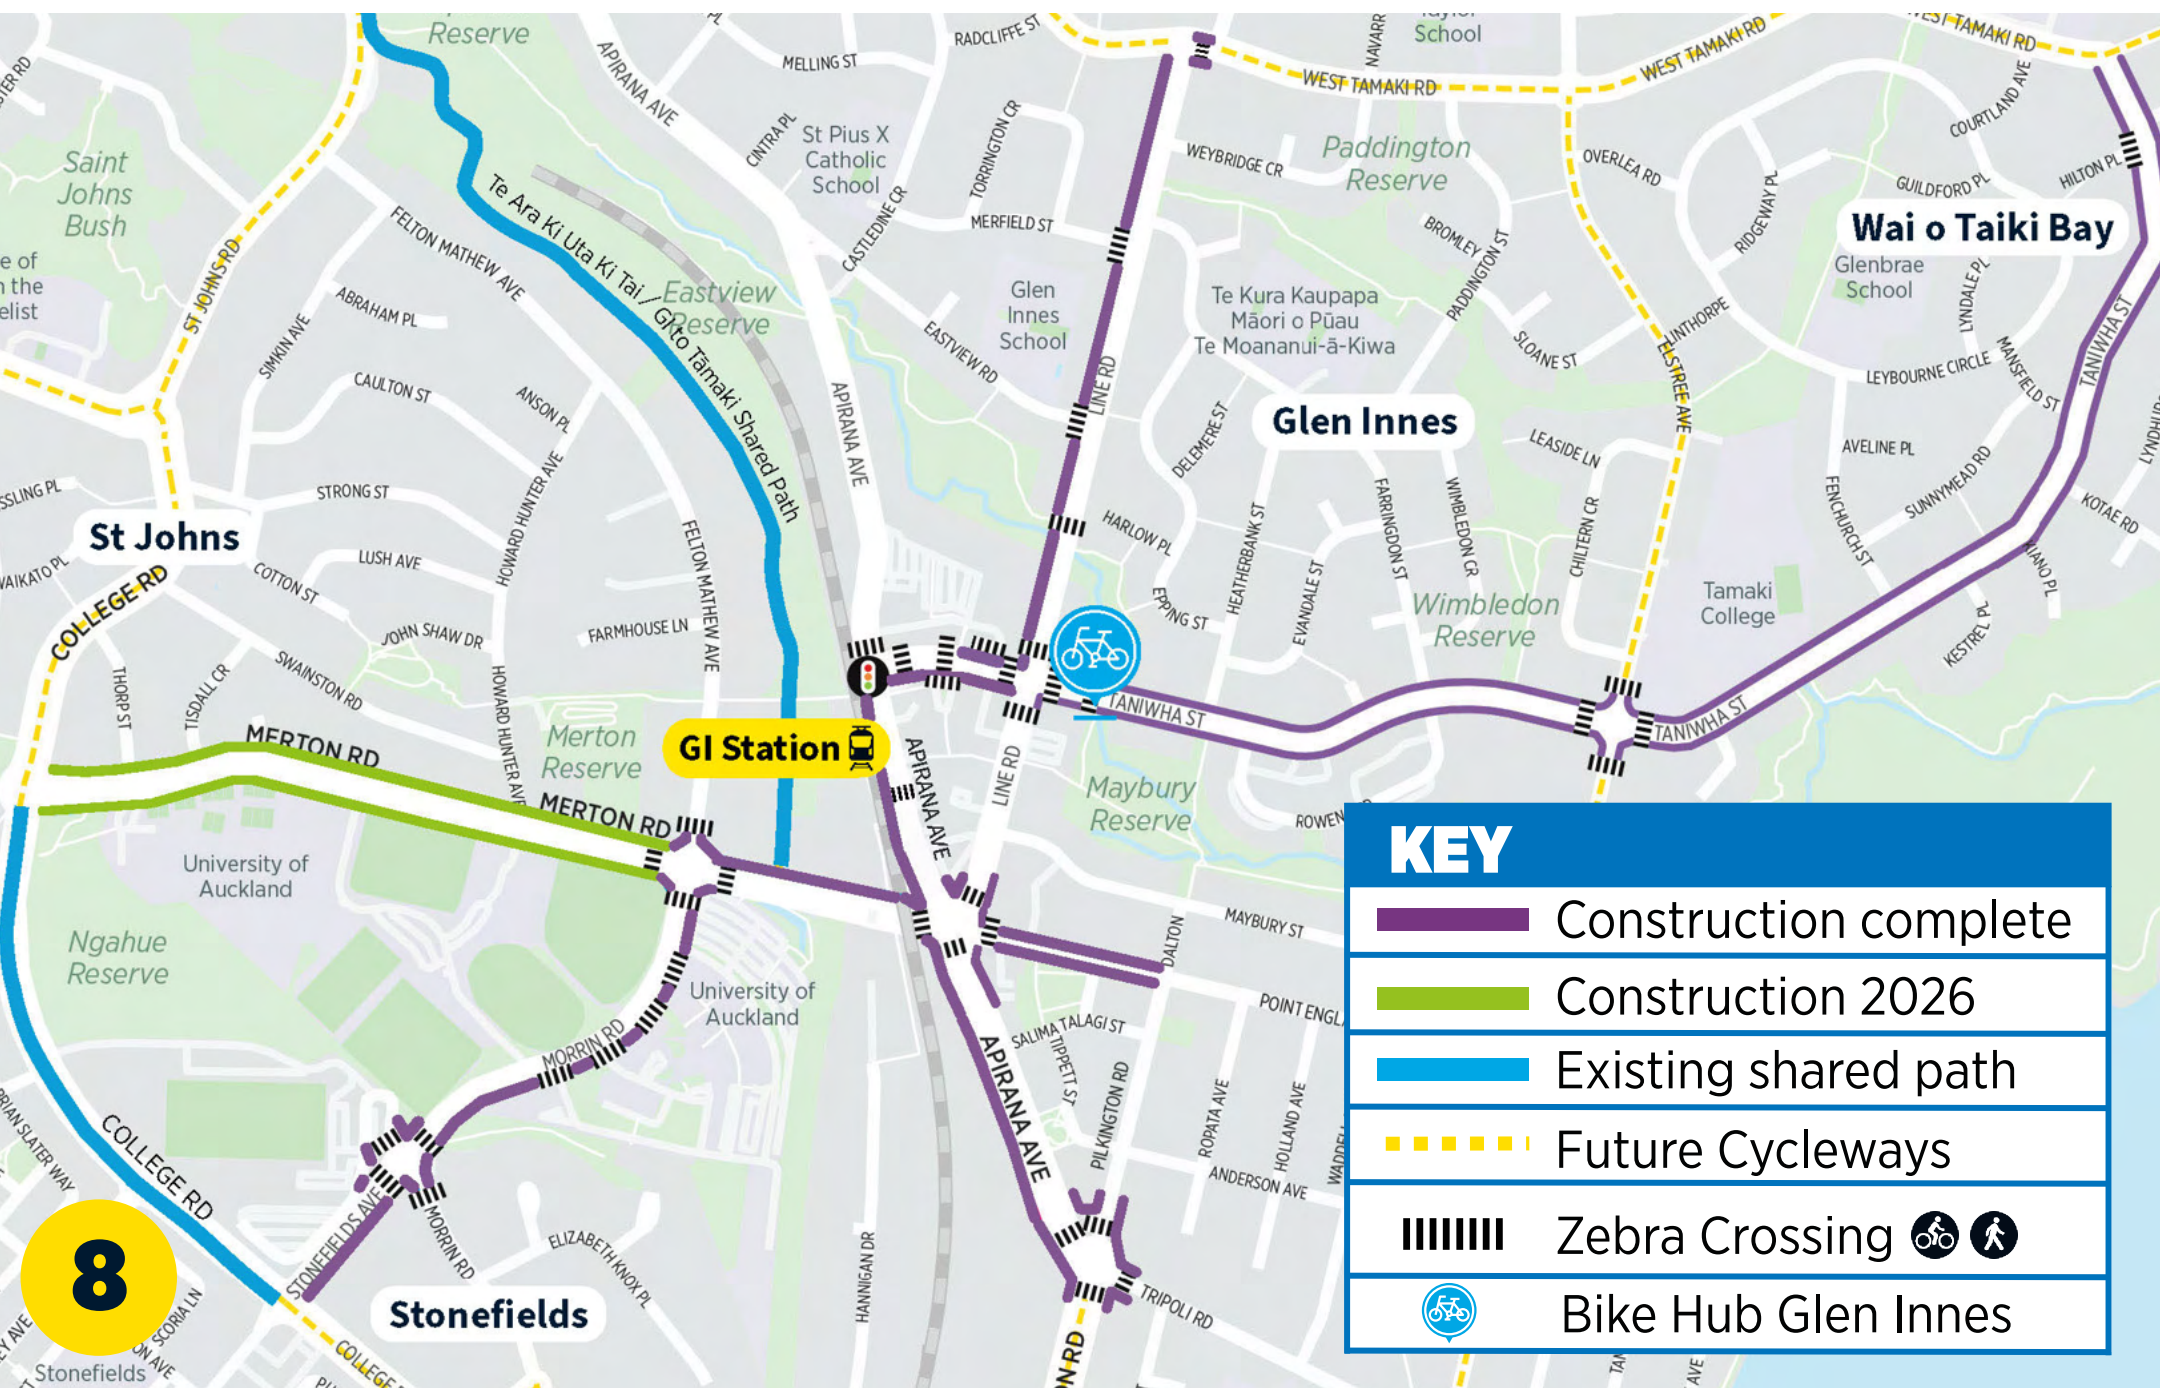 Reserve
RADCLIFFE ST
School
WEST TAMAKI RD
WEST TAMAKI RD
WEST TAMAKI RD
APIRANA AVE
MELLING ST
CINTRA PL
St Pius X
Catholic
School
TORRINGTON CR
WEYBRIDGE CR
Paddington
Reserve
OVERLEA RD
COURTLAND AVE
GUILDFORD PL
HILTON PL
RIDGEWAY PL
Wai o Taiki Bay
Saint
Johns
Bush
ST JOHNS RD
FELTON MATHEW AVE
Te Ara Ki Uta Ki Tai / GI to Tāmaki Shared Path
CASTLEDINE CR
MERFIELD ST
BROMLEY
PADDINGTON ST
Glenbrae
School
LYNDALE PL
ABRAHAM PL
SIMKIN AVE
Eastview
Reserve
Glen
Innes
School
Te Kura Kaupapa
Māori o Pūau
Te Moananui-ā-Kiwa
LINTHORPE
SLOANE ST
ELSTREE AVE
MANSFIELD ST
TANIWHA ST
LEYBOURNE CIRCLE
EASTVIEW RD
LINE RD
CAULTON ST
ANSON PL
APIRANA AVE
DELEMERE ST
Glen Innes
LEASIDE LN
AVELINE PL
SUNNYMEAD RD
FENCHURCH ST
KOTAE RD
STRONG ST
HOWARD HUNTER AVE
FELTON MATHEW AVE
HARLOW PL
HEATHERBANK ST
FARRINGDON ST
WIMBLEDON CR
CHILTERN CR
KIANO PL
St Johns
LUSH AVE
COTTON ST
COLLEGE RD
JOHN SHAW DR
FARMHOUSE LN
EPPING ST
EVANDALE ST
Wimbledon
Reserve
Tamaki
College
KESTREL PL
THORP ST
TISDALL CR
SWAINSTON RD
HOWARD HUNTER AVE
TANIWHA ST
TANIWHA ST
MERTON RD
Merton
Reserve
GI Station
APIRANA AVE
LINE RD
Maybury
Reserve
MERTON RD
University of
Auckland
Ngahue
Reserve
University of
Auckland
MAYBURY ST
DALTON
MORRIN RD
SALIMA TALAGI ST
TIPPETT ST
PILKINGTON RD
ROPATA AVE
HOLLAND AVE
ANDERSON AVE
APIRANA AVE
COLLEGE RD
STONEFIELDS AVE
MORRIN RD
ELIZABETH KNOX PL
HANNIGAN DR
TRIPOLI RD
SCORIA LN
8
Stonefields
Stonefields
KEY
Construction complete
Construction 2026
Existing shared path
Future Cycleways
Zebra Crossing
Bike Hub Glen Innes